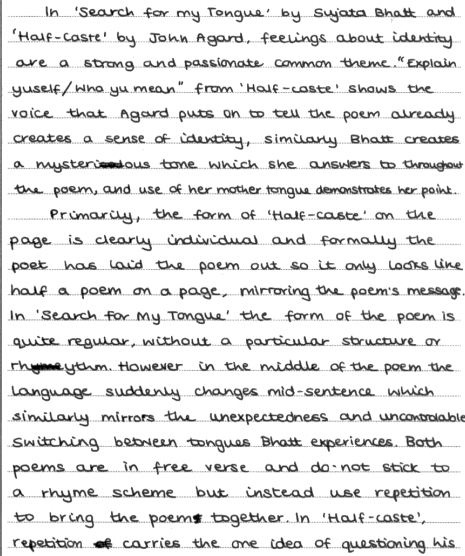 In 'Search for my Tongue' by Sujata Bhatt and
'Half-Caste' by John Agard, feelings about identity
are a strong and passionate common theme. "Explain
yuself/Wha yu mean" from 'Half-caste' shows the
voice that Agard puts on to tell the poem already
creates a sense of identity, similarly Bhatt creates
a mysterious tone which she answers to throughout
the poem, and use of her mother tongue demonstrates her point.
Primarily, the form of 'Half-caste' on the
page is clearly individual and formally the
poet has laid the poem out so it only looks like
half a poem on a page, mirroring the poem's message.
In 'Search for My Tongue' the form of the poem is
quite regular, without a particular structure or
rhythm. However in the middle of the poem the
language suddenly changes mid-sentence which
similarly mirrors the unexpectedness and uncontrolable
switching between tongues Bhatt experiences. Both
poems are in free verse and do not stick to
a rhyme scheme but instead use repetition
to bring the poem together. In 'Half-caste',
repetition carries the one idea of questioning his